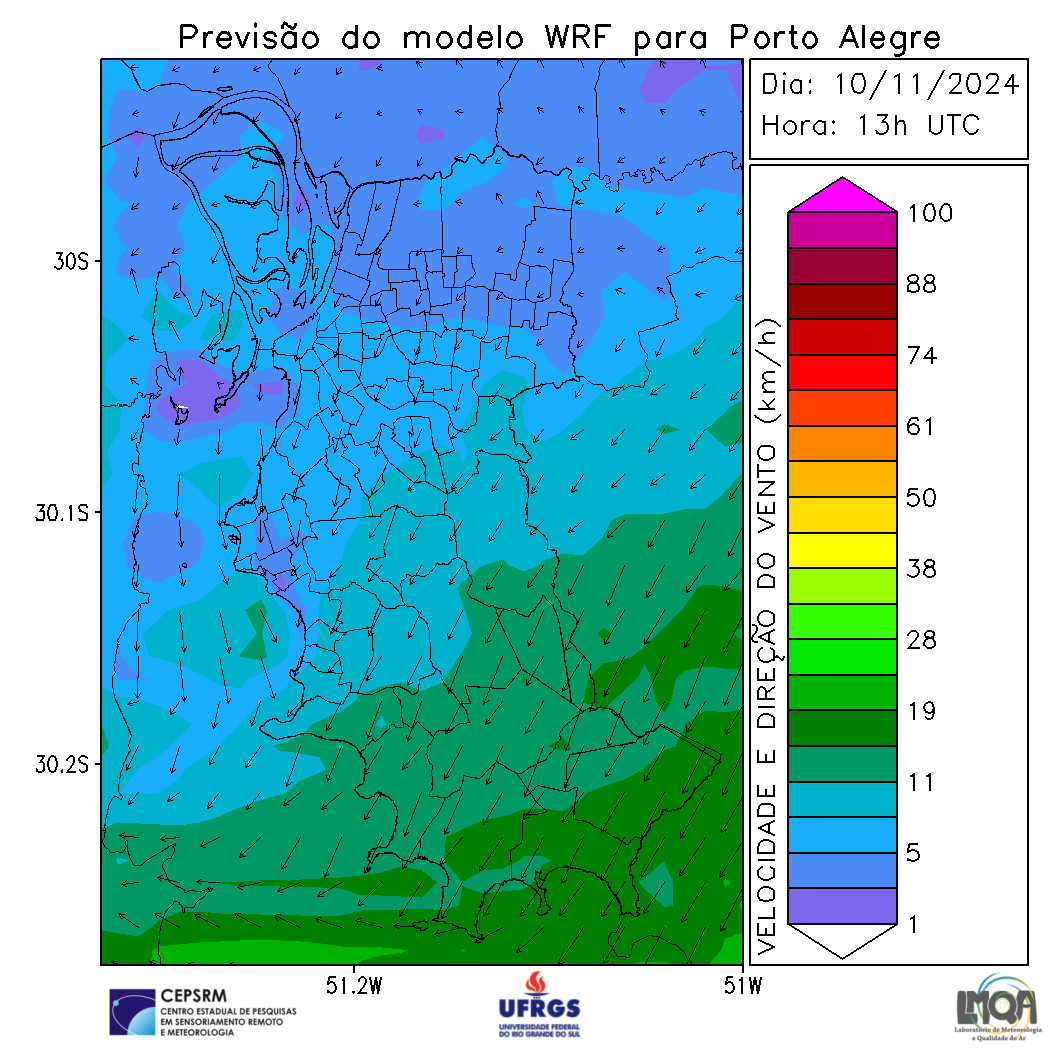 Previsão do modelo WRF para Porto Alegre
Dia: 10/11/2024
Hora: 13h UTC
30S
30.1S
30.2S
51.2W
51W
VELOCIDADE E DIREÇÃO DO VENTO (km/h)
100
88
74
61
50
38
28
19
11
5
1
CEPSRM
CENTRO ESTADUAL DE PESQUISAS
EM SENSORIAMENTO REMOTO
E METEOROLOGIA
UFRGS
UNIVERSIDADE FEDERAL
DO RIO GRANDE DO SUL
LMQA
Laboratório de Meteorologia
e Qualidade do Ar